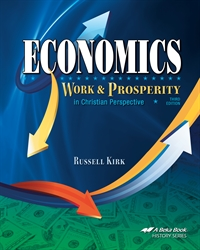 ECONOMICS
WORK & PROSPERITY
in Christian Perspective
THIRD
EDITION
RUSSELL KIRK
A Beka Book
HISTORY SERIES